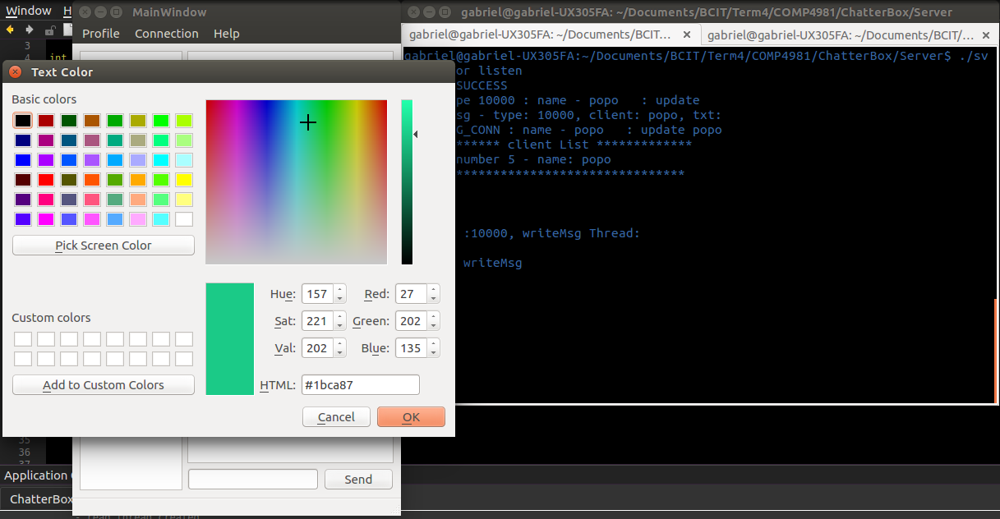 Window H
3
4 int
MainWindow
Profile Connection Help
Send
gabriel@gabriel-UX305FA: ~/Documents/BCIT/Term4/COMP4981/ChatterBox/Server
gabriel@gabriel-UX305FA: ~/Documents/BCIT... × gabriel@gabriel-UX305FA: ~/Documents/BCIT/... ×
gabriel@gabriel-UX305FA:~/Documents/BCIT/Term4/COMP4981/ChatterBox/Server$ ./sv
or listen
SUCCESS
pe 10000 : name - popo : update
sg - type: 10000, client: popo, txt:
G_CONN : name - popo : update popo
****** client List *************
number 5 - name: popo
*******************************
:10000, writeMsg Thread:
writeMsg
Text Color
Basic colors
Pick Screen Color
Custom colors
Add to Custom Colors
Hue: 157 Red: 27
Sat: 221 Green: 202
Val: 202 Blue: 135
HTML: #1bca87
Cancel OK
35
36
37
Application
ChatterBox
- read thread created